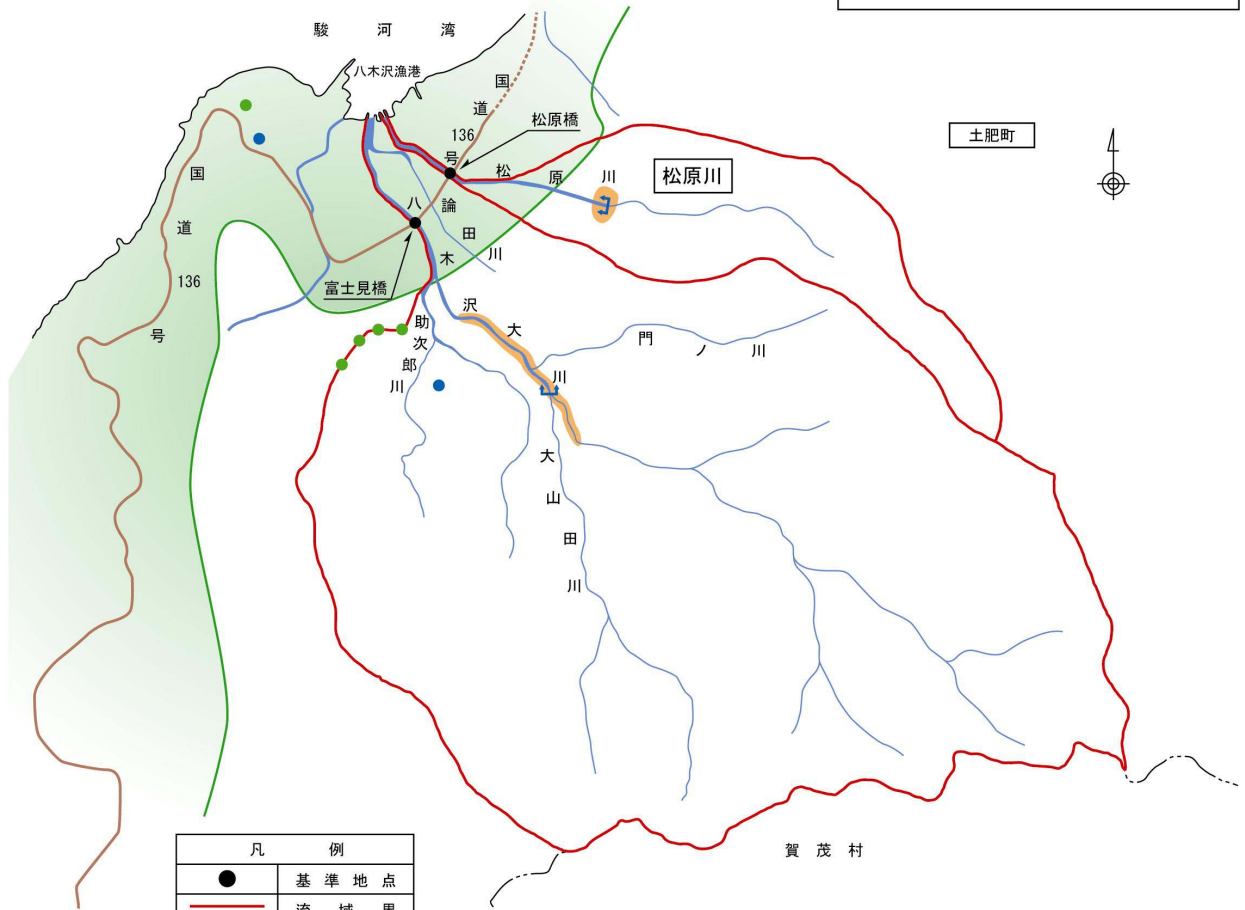 駿河湾
八木沢漁港
国道136号
松原橋
土肥町
松原川
松原川
国道136号
八木沢大川
論田川
富士見橋
助次郎川
門ノ川
大山田川
賀茂村
凡例
基準地点
流域界